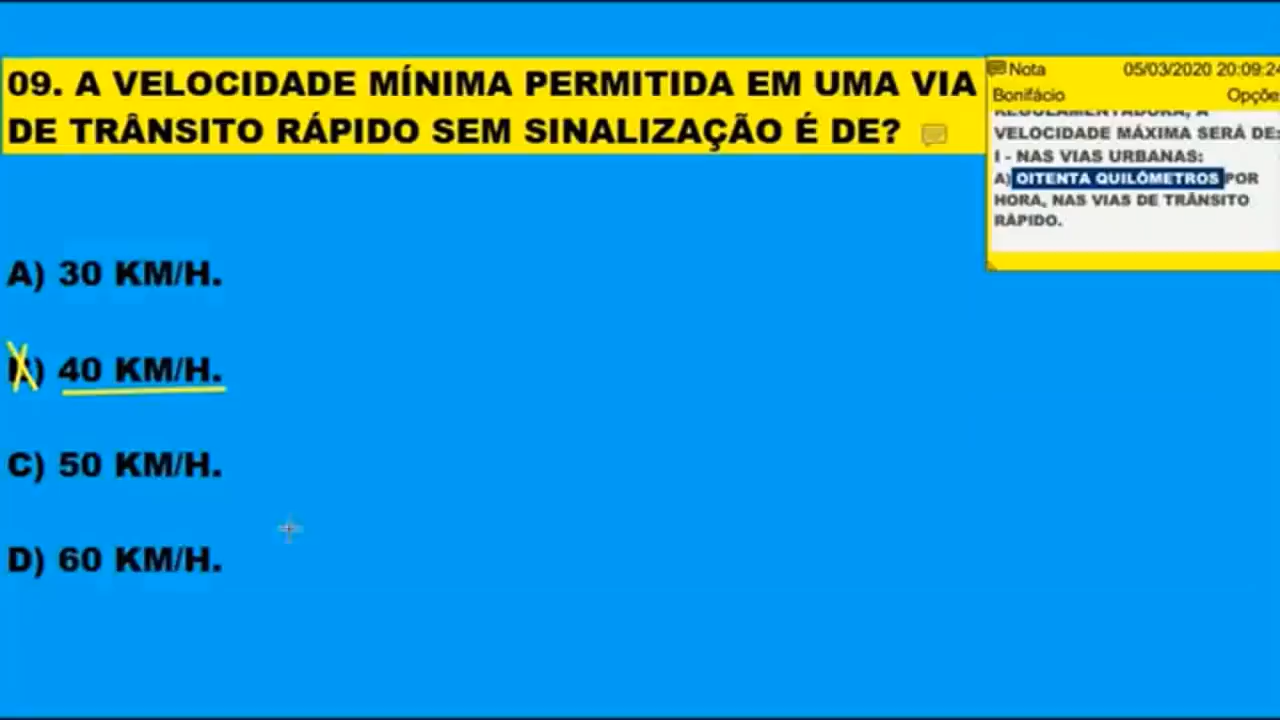 09. A VELOCIDADE MÍNIMA PERMITIDA EM UMA VIA
DE TRÂNSITO RÁPIDO SEM SINALIZAÇÃO É DE?
Nota 05/03/2020 20:09:24
Bonifácio Opçõe
REGULAMENTADORA, A
VELOCIDADE MÁXIMA SERÁ DE:
I - NAS VIAS URBANAS:
A) OITENTA QUILÔMETROS POR
HORA, NAS VIAS DE TRÂNSITO
RÁPIDO.
A) 30 KM/H.
B) 40 KM/H.
C) 50 KM/H.
D) 60 KM/H.